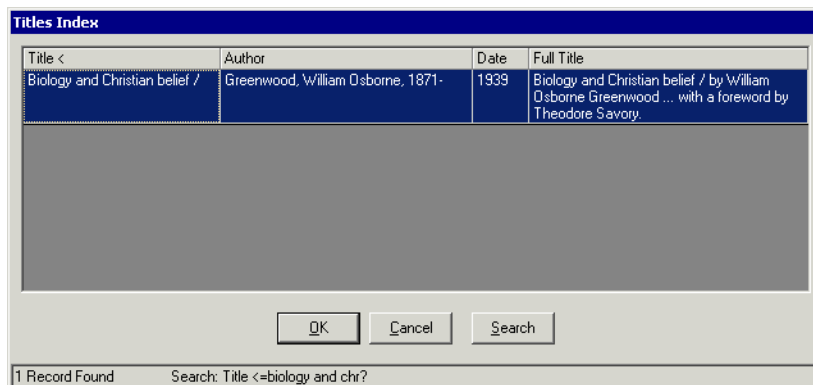 Titles Index
Title < Author Date Full Title
Biology and Christian belief / Greenwood, William Osborne, 1871- 1939 Biology and Christian belief / by William
Osborne Greenwood ... with a foreword by
Theodore Savory.
OK Cancel Search
1 Record Found Search: Title <=biology and chr?